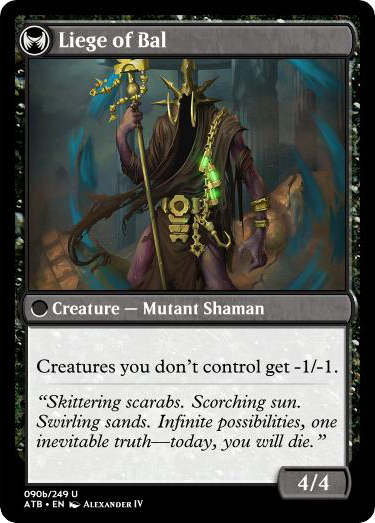 Liege of Bal
Creature — Mutant Shaman
Creatures you don't control get -1/-1.
“Skittering scarabs. Scorching sun.
Swirling sands. Infinite possibilities, one
inevitable truth—today, you will die.”
4/4
090b/249 U
ATB • EN Alexander IV